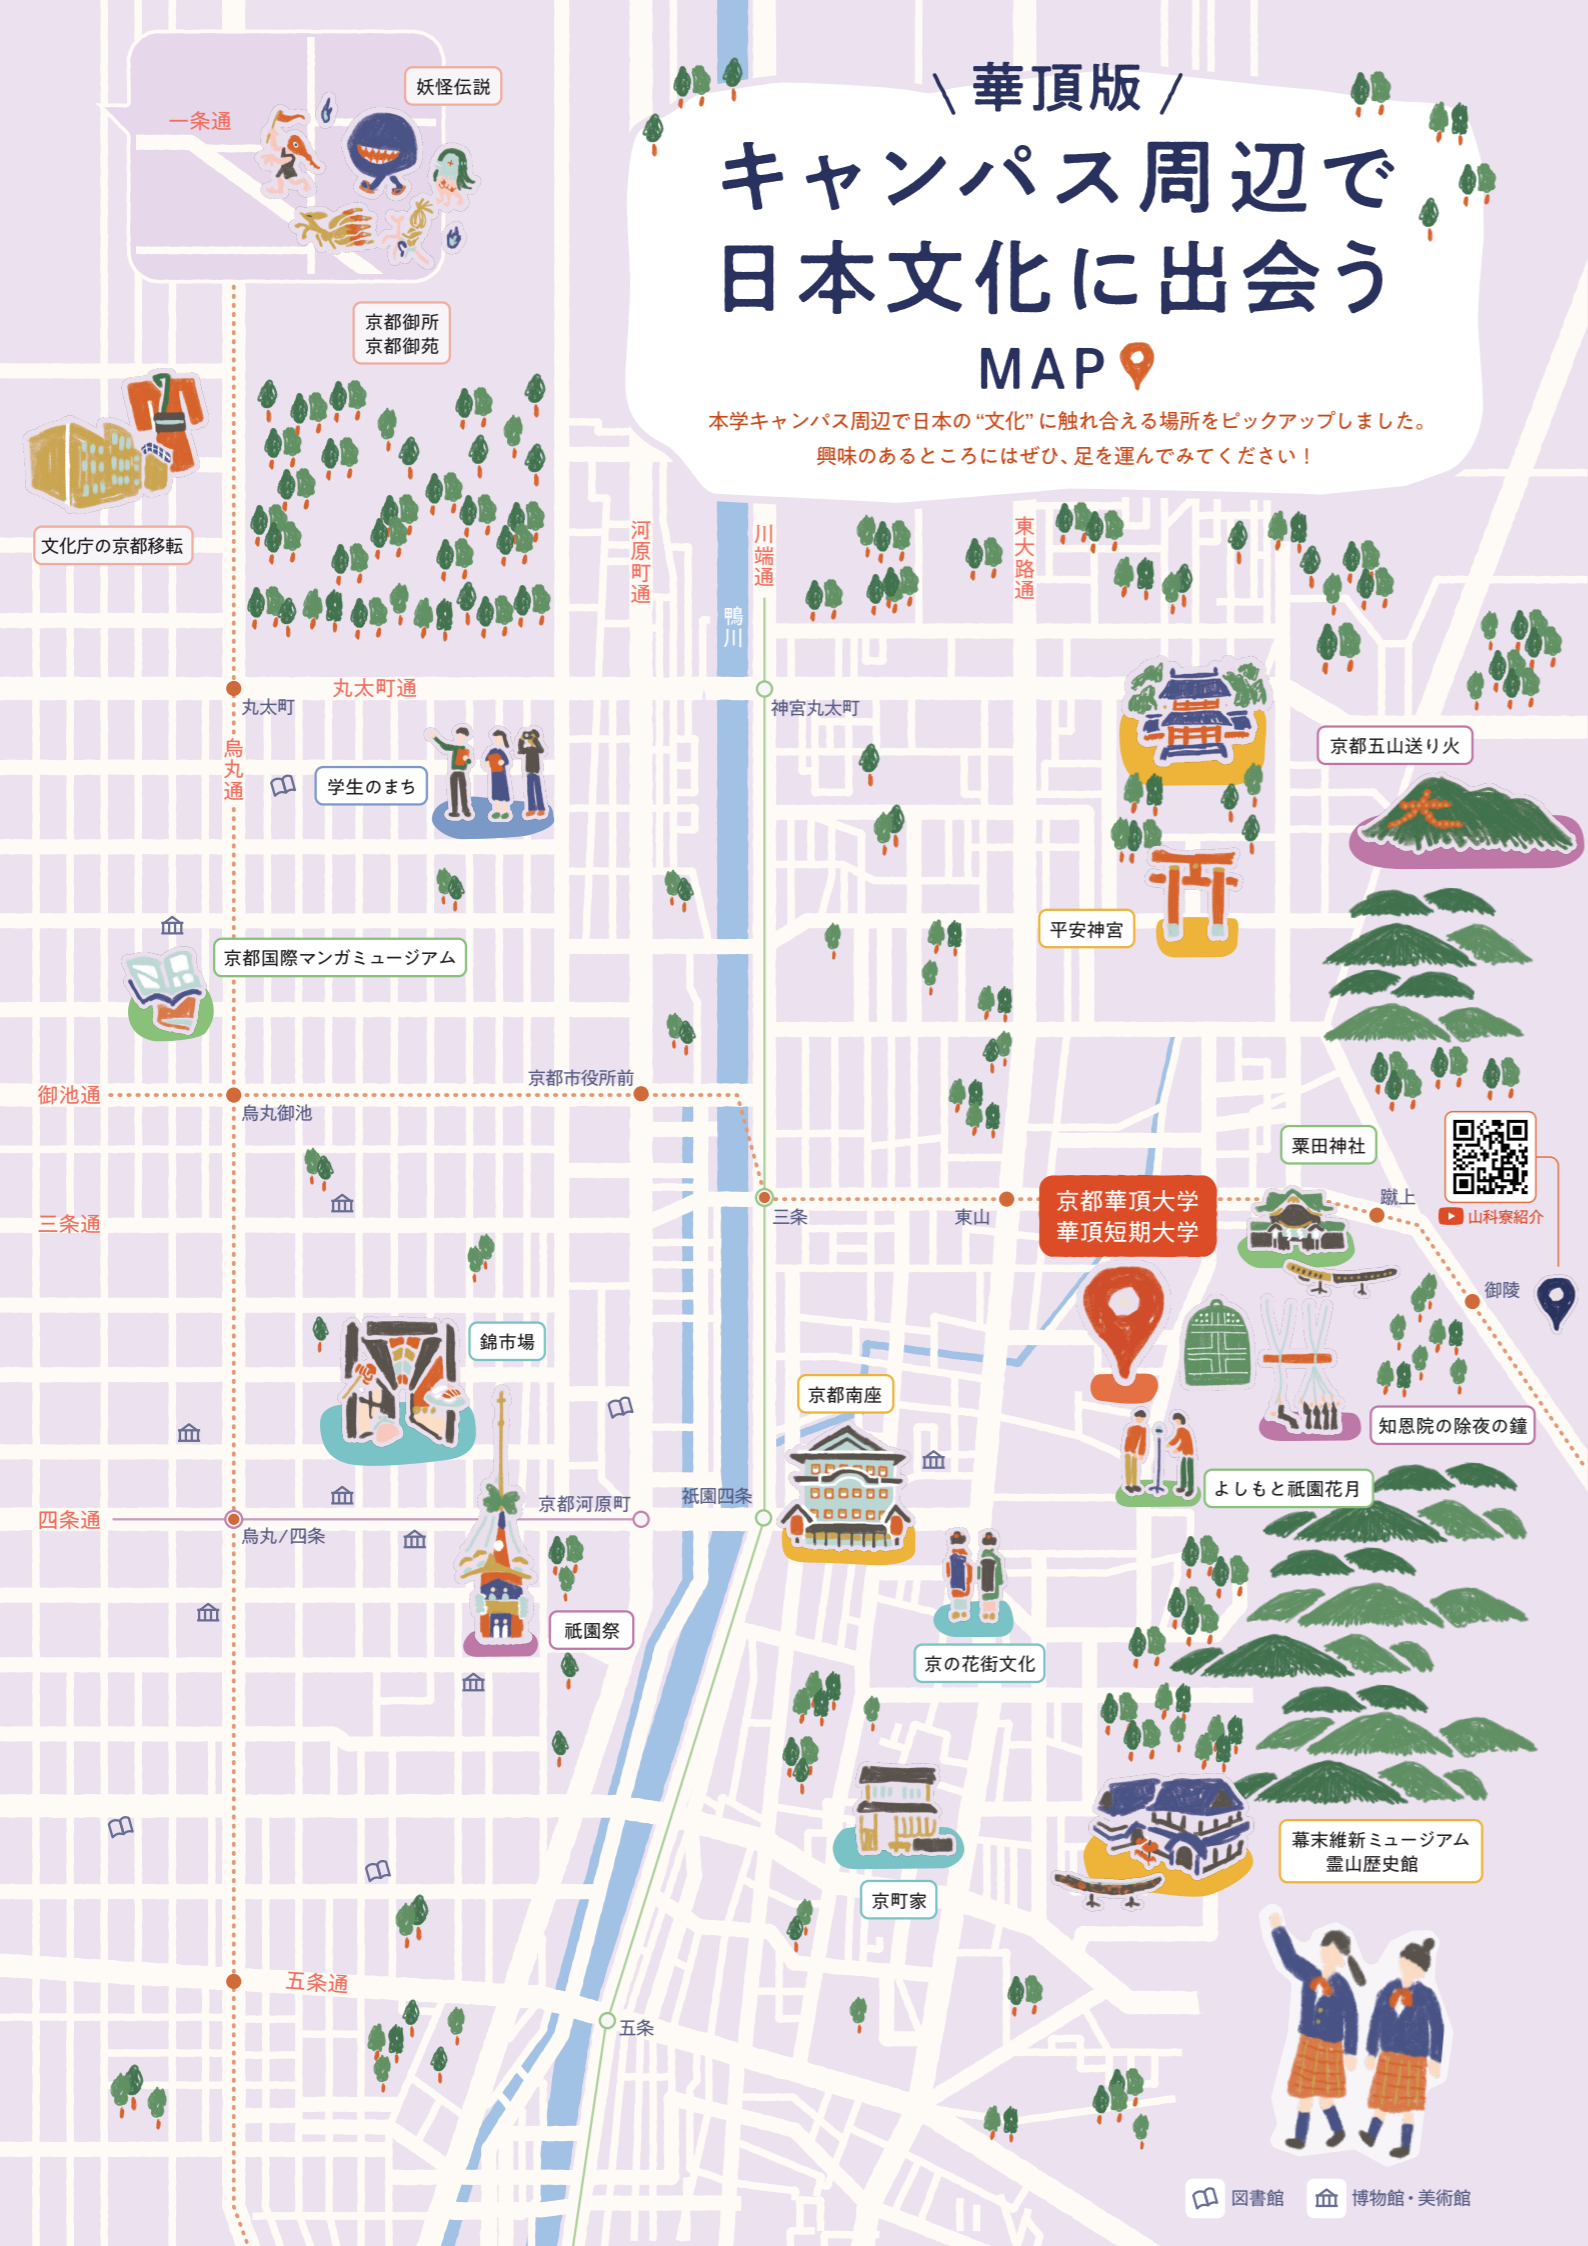 華頂版
キャンパス周辺で
日本文化に出会う
MAP
本学キャンパス周辺で日本の“文化”に触れ合える場所をピックアップしました。
興味のあるところにはぜひ、足を運んでみてください！
妖怪伝説
一条通
京都御所
京都御苑
文化庁の京都移転
河原町通
川端通
東大路通
鴨川
丸太町通
丸太町
神宮丸太町
烏丸通
学生のまち
京都五山送り火
平安神宮
京都国際マンガミュージアム
御池通
京都市役所前
烏丸御池
粟田神社
三条通
三条
東山
京都華頂大学
華頂短期大学
蹴上
山科寮紹介
御陵
錦市場
京都南座
知恩院の除夜の鐘
よしもと祇園花月
四条通
烏丸/四条
京都河原町
祇園四条
祇園祭
京の花街文化
京町家
幕末維新ミュージアム
霊山歴史館
五条通
五条
図書館
博物館・美術館